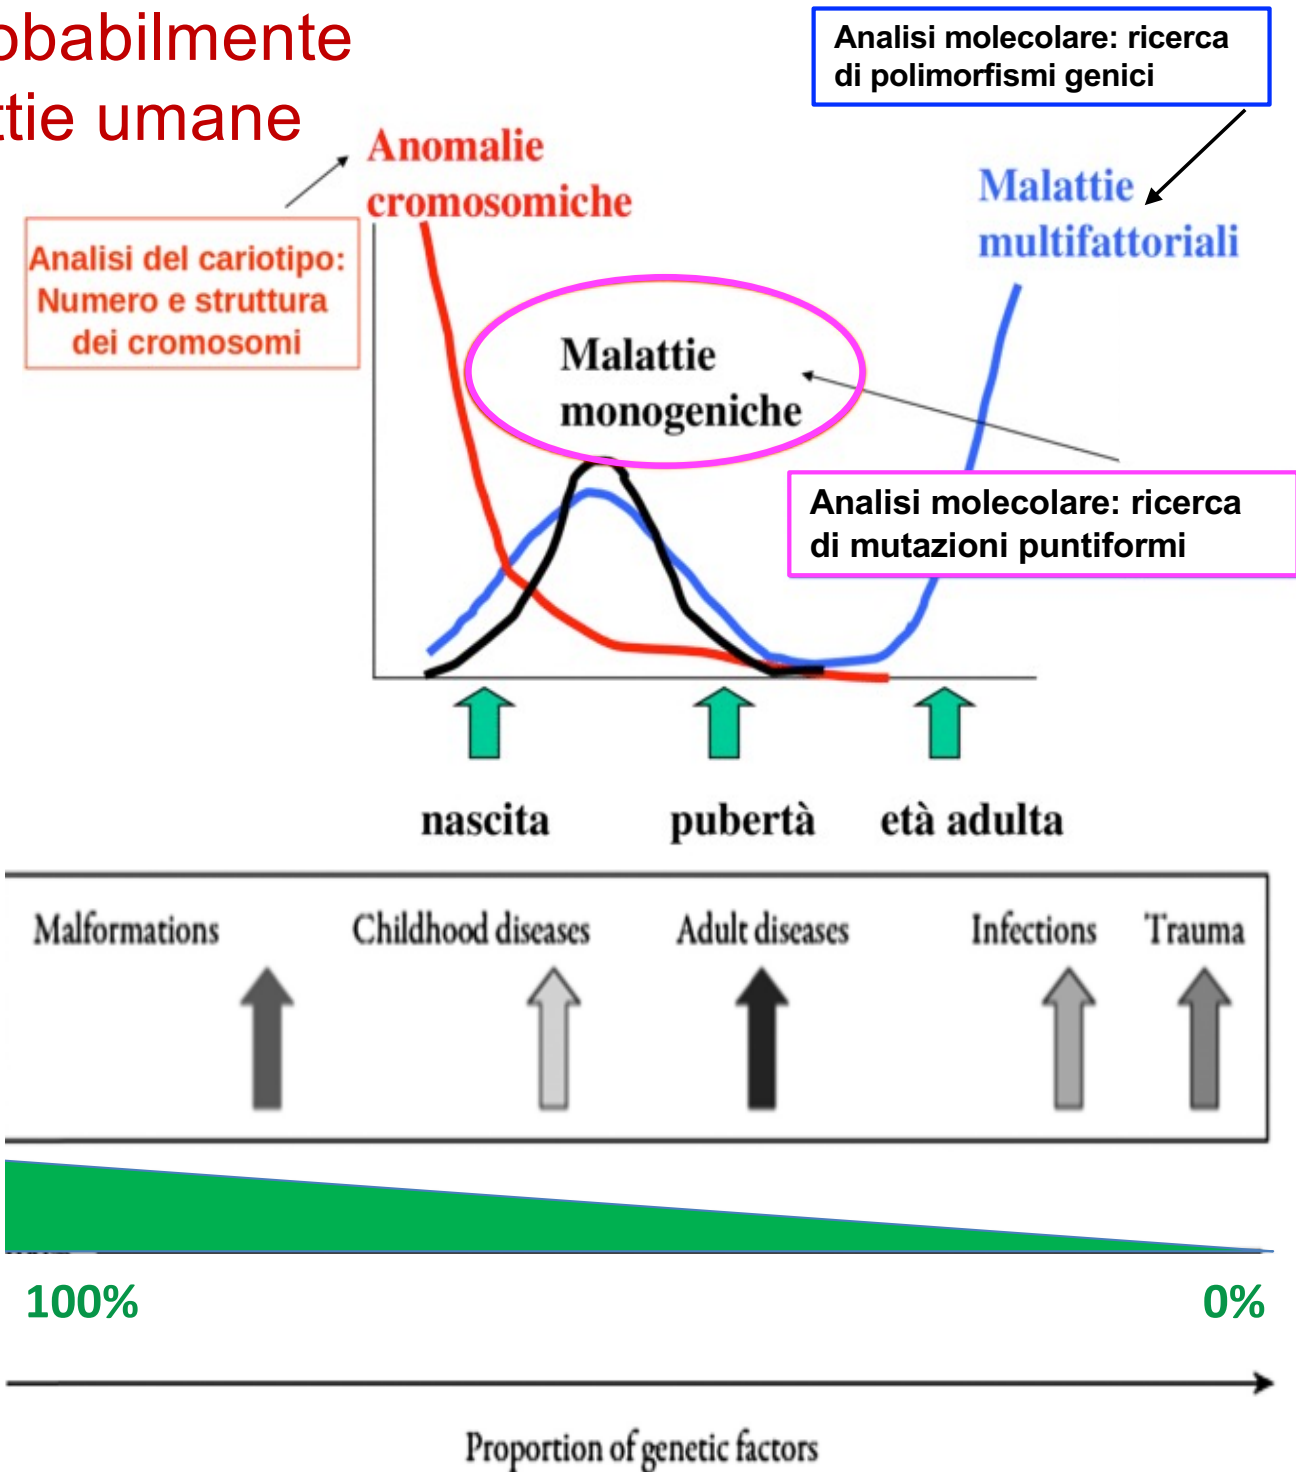 obabilmente
ttie umane
Analisi molecolare: ricerca
di polimorfismi genici
Anomalie
cromosomiche
Malattie
multifattoriali
Analisi del cariotipo:
Numero e struttura
dei cromosomi
Malattie
monogeniche
Analisi molecolare: ricerca
di mutazioni puntiformi
nascita pubertà età adulta
Malformations Childhood diseases Adult diseases Infections Trauma
100% 0%
Proportion of genetic factors